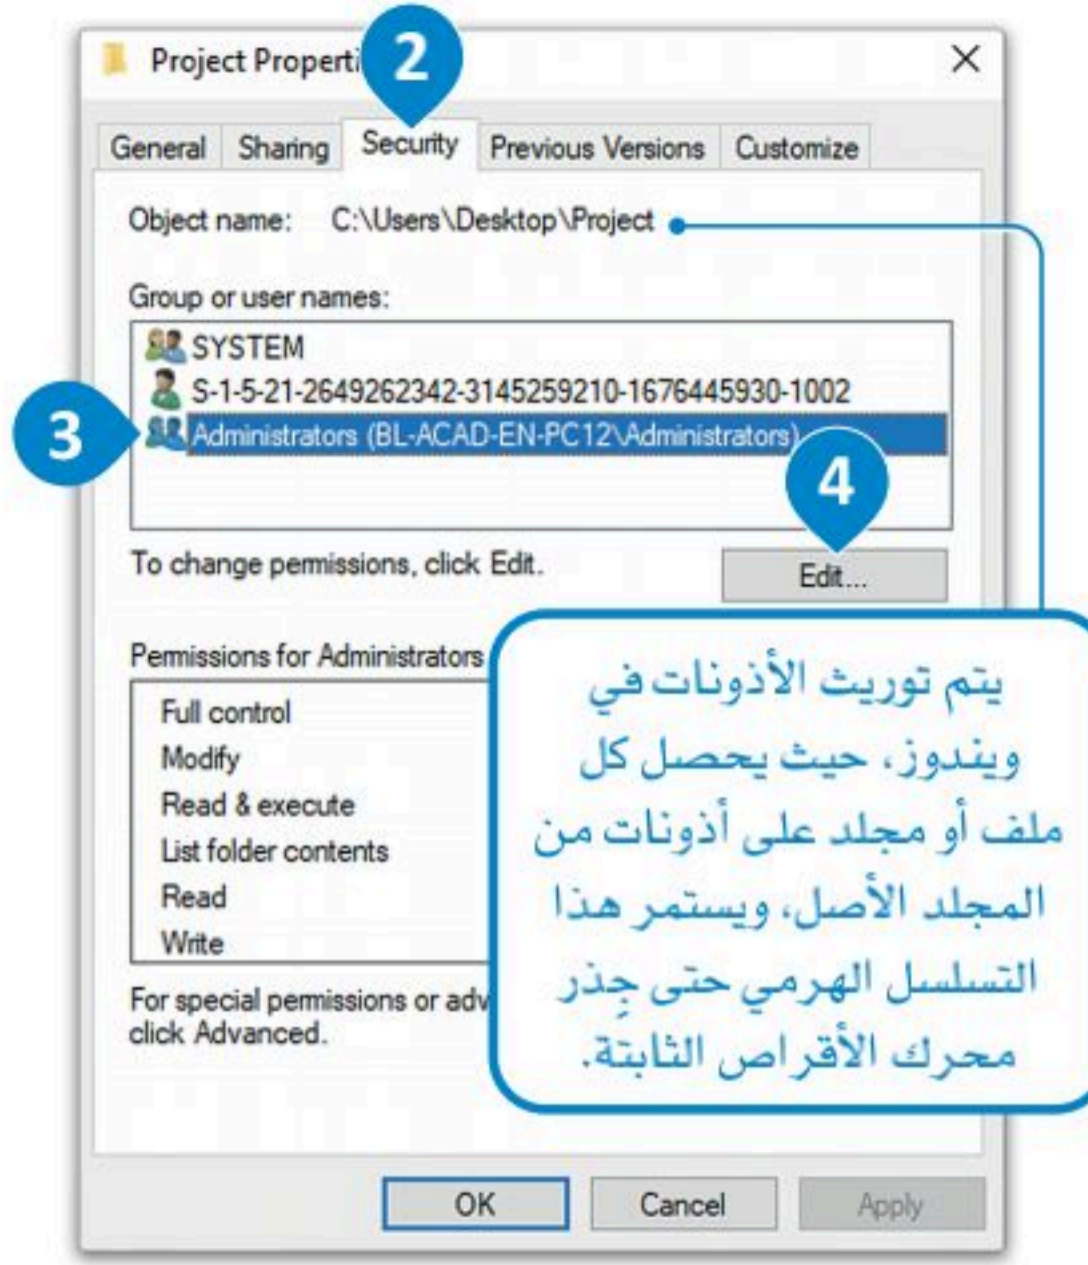 Project Properti
2
General Sharing Security Previous Versions Customize
Object name: C:\Users\Desktop\Project
Group or user names:
SYSTEM
S-1-5-21-2649262342-3145259210-1676445930-1002
3
Administrators (BL-ACAD-EN-PC12\Administrators)
4
To change permissions, click Edit.
Edit...
Permissions for Administrators
Full control
Modify
Read & execute
List folder contents
Read
Write
For special permissions or adv
click Advanced.
يتم توريث الأذونات في
ويندوز، حيث يحصل كل
ملف أو مجلد على أذونات من
المجلد الأصل، ويستمر هذا
التسلسل الهرمي حتى جِذر
محرك الأقراص الثابتة.
OK Cancel Apply